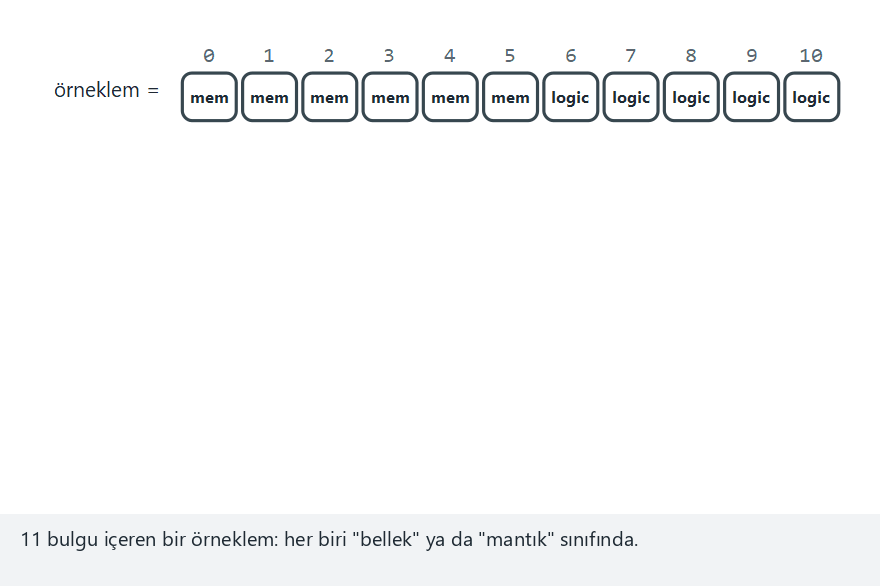 0 1 2 3 4 5 6 7 8 9 10
örneklem = mem mem mem mem mem mem logic logic logic logic logic
11 bulgu içeren bir örneklem: her biri "bellek" ya da "mantık" sınıfında.